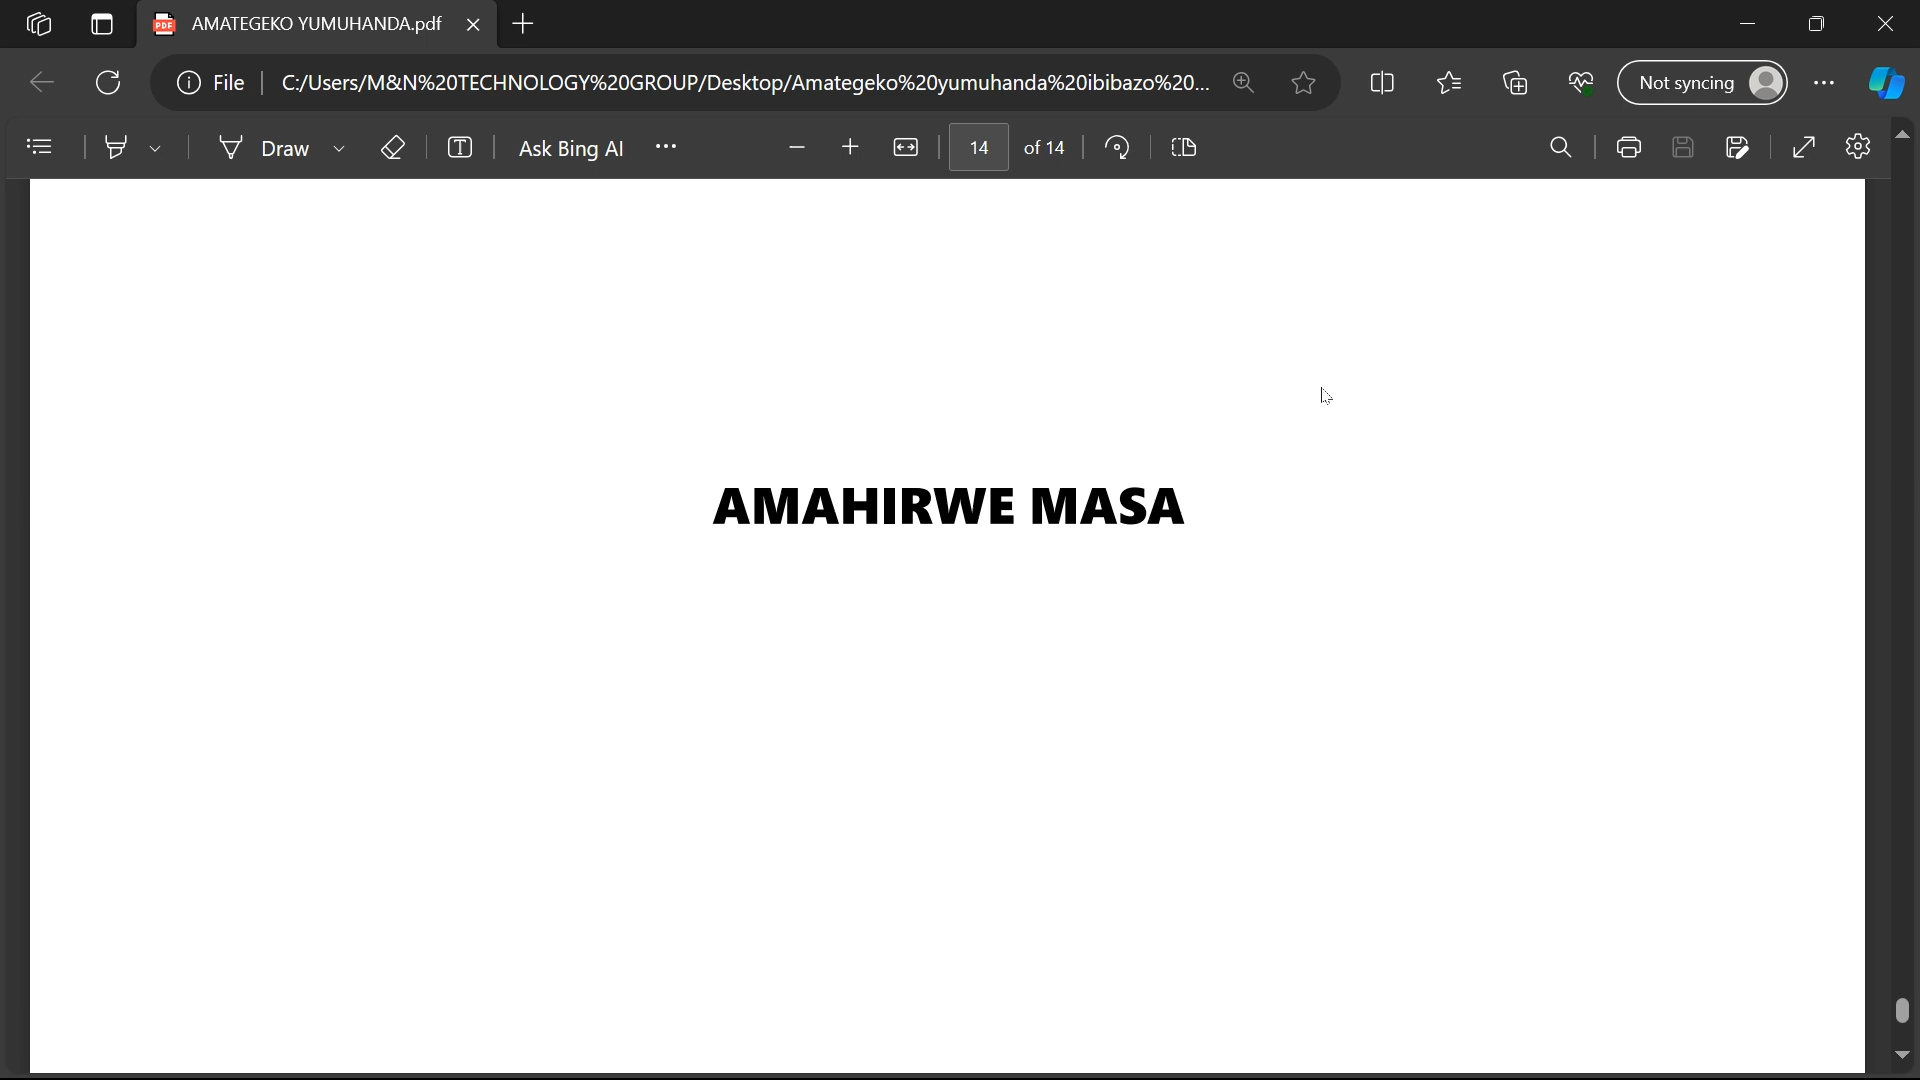 AMATEGEKO YUMUHANDA.pdf
File
C:/Users/M&N%20TECHNOLOGY%20GROUP/Desktop/Amategeko%20yumuhanda%20ibibazo%20...
Not syncing
Draw
Ask Bing AI
14 of 14
AMAHIRWE MASA